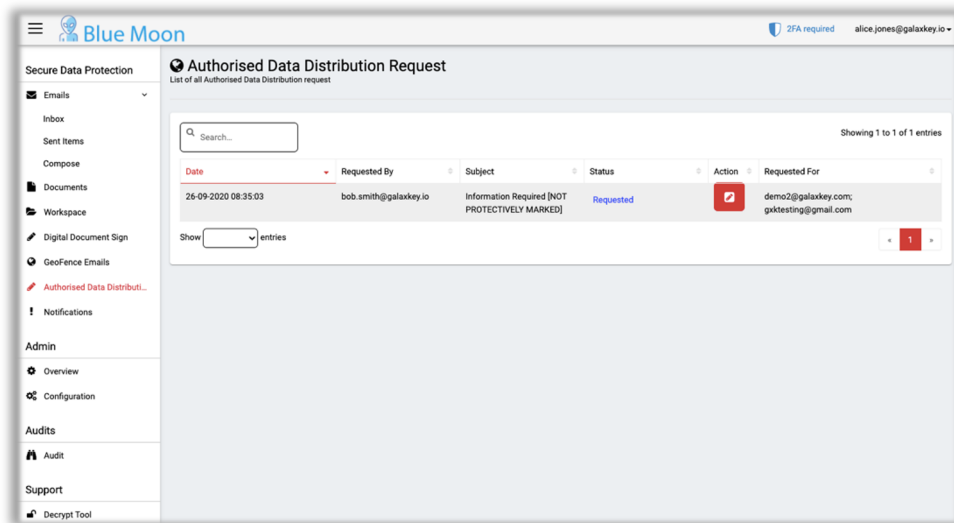 Blue Moon
2FA required
alice.jones@galaxkey.io
Secure Data Protection
Emails
Inbox
Sent Items
Compose
Documents
Workspace
Digital Document Sign
GeoFence Emails
Authorised Data Distributi...
Notifications
Admin
Overview
Configuration
Audits
Audit
Support
Decrypt Tool
Authorised Data Distribution Request
List of all Authorised Data Distribution request
Search...
Showing 1 to 1 of 1 entries
Date Requested By Subject Status Action Requested For
26-09-2020 08:35:03 bob.smith@galaxkey.io Information Required [NOT Requested demo2@galaxkey.com;
PROTECTIVELY MARKED] gxktesting@gmail.com
Show entries
« 1 »